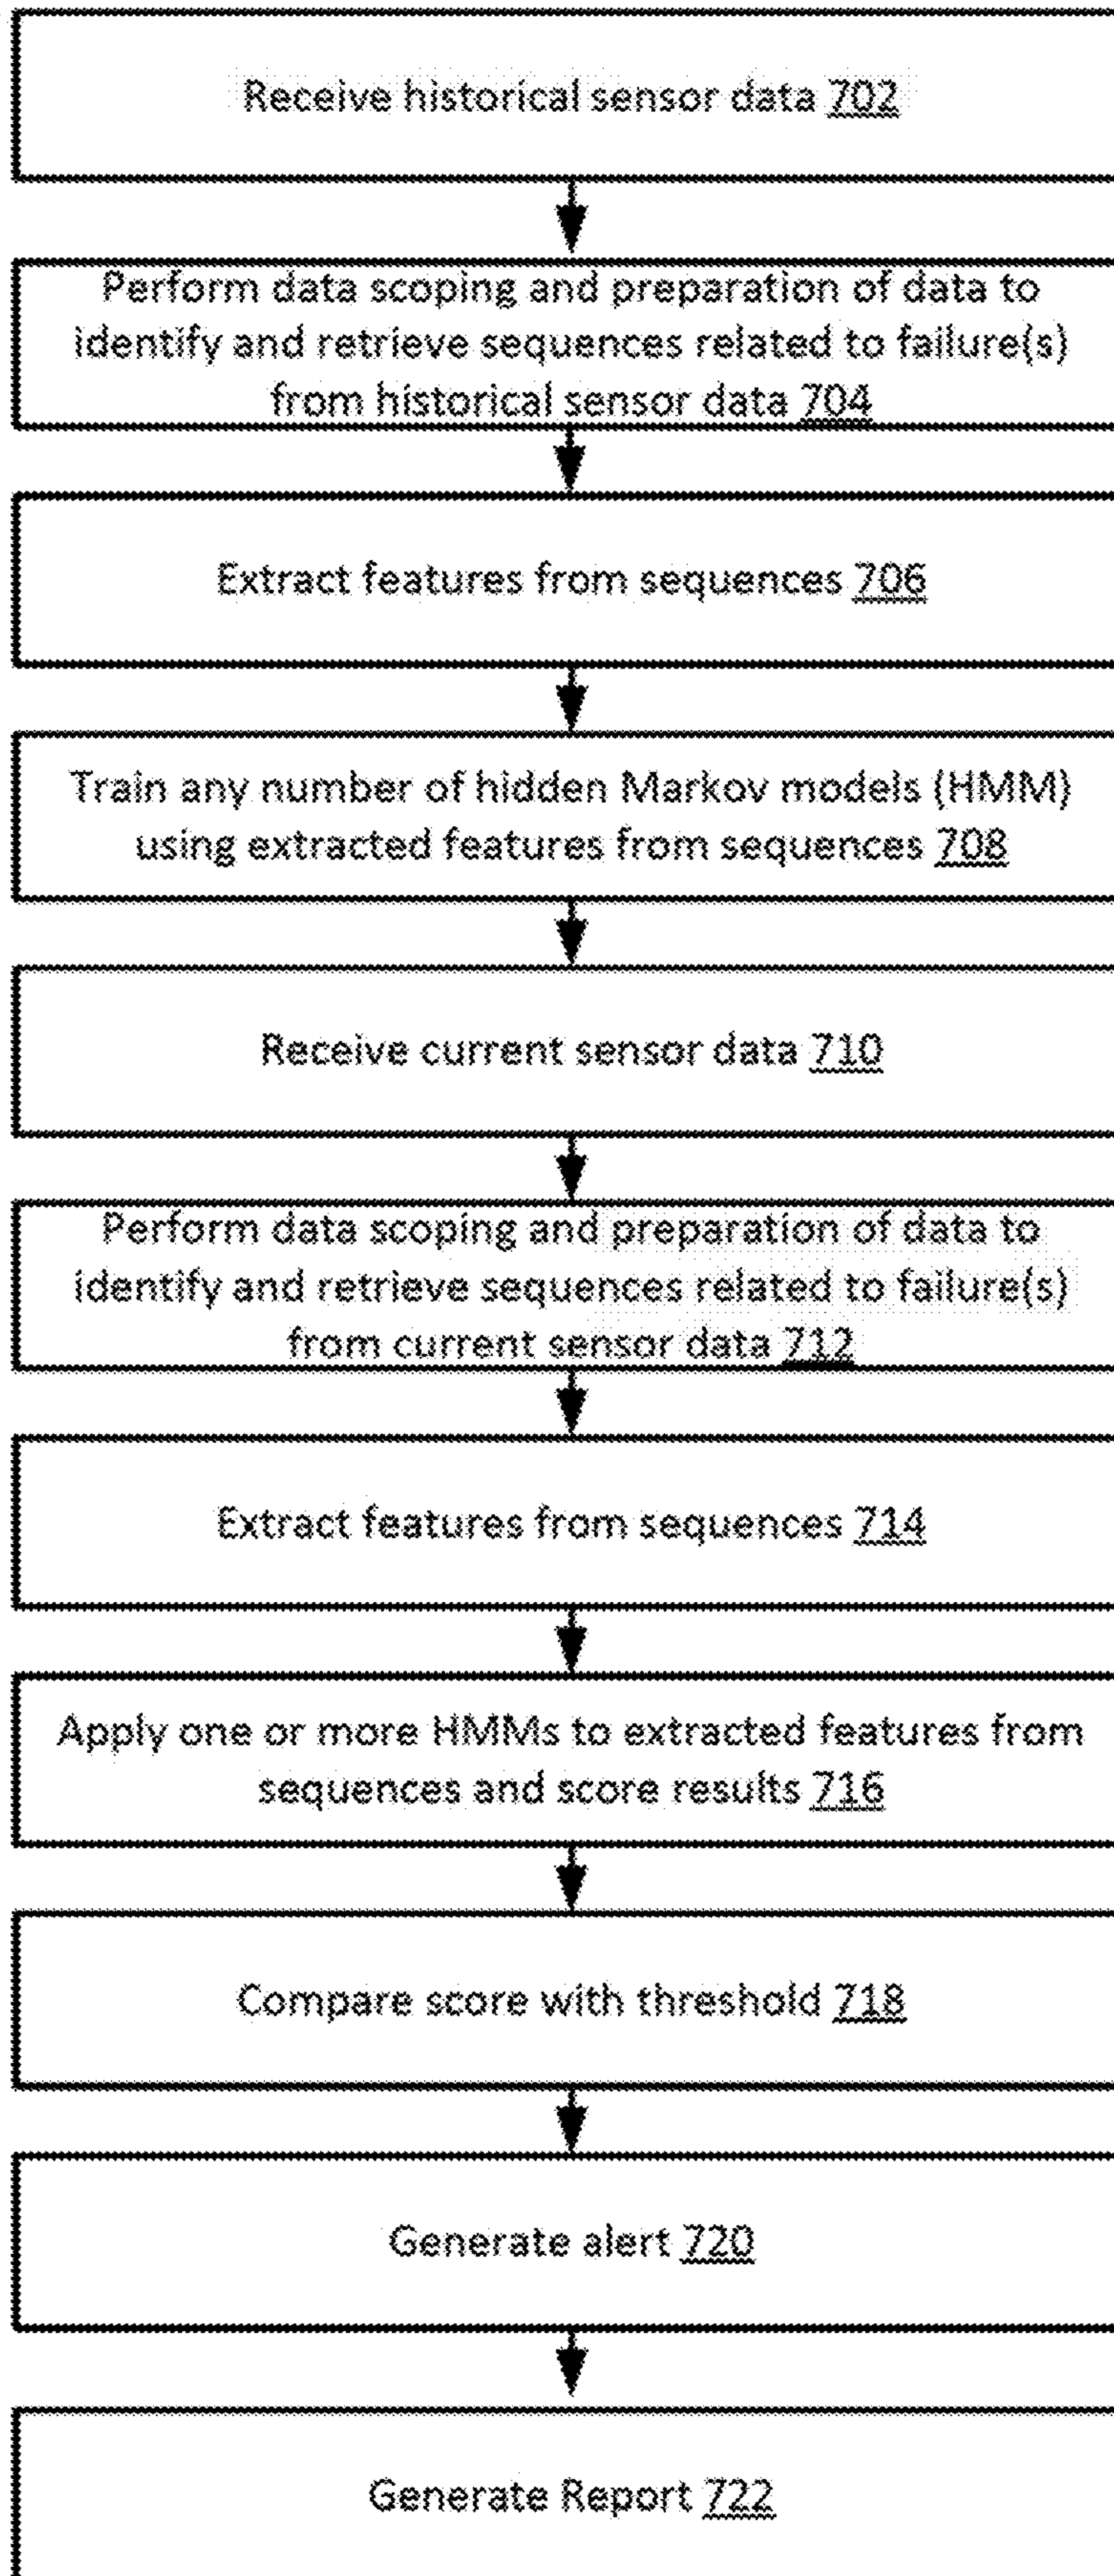 Receive historical sensor data 702
Perform data scoping and preparation of data to
identify and retrieve sequences related to failure(s)
from historical sensor data 704
Extract features from sequences 706
Train any number of hidden Markov models (HMM)
using extracted features from sequences 708
Receive current sensor data 710
Perform data scoping and preparation of data to
identify and retrieve sequences related to failure(s)
from current sensor data 712
Extract features from sequences 714
Apply one or more HMMs to extracted features from
sequences and score results 716
Compare score with threshold 718
Generate alert 720
Generate Report 722